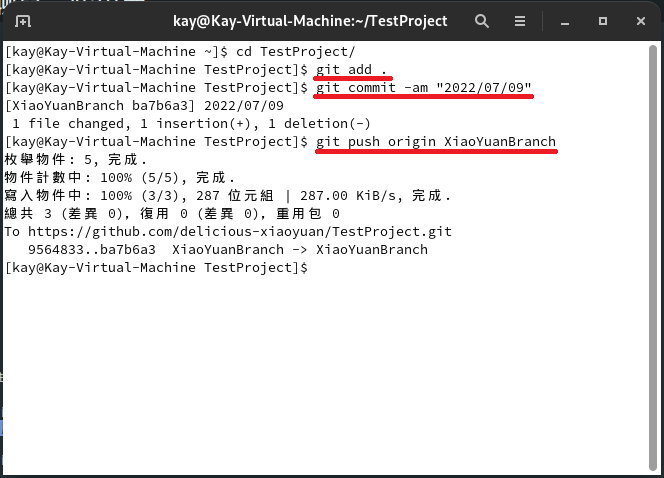 kay@Kay-Virtual-Machine:~/TestProject
[kay@Kay-Virtual-Machine ~]$ cd TestProject/
[kay@Kay-Virtual-Machine TestProject]$ git add .
[kay@Kay-Virtual-Machine TestProject]$ git commit -am "2022/07/09"
[XiaoYuanBranch ba7b6a3] 2022/07/09
 1 file changed, 1 insertion(+), 1 deletion(-)
[kay@Kay-Virtual-Machine TestProject]$ git push origin XiaoYuanBranch
枚舉物件: 5, 完成.
物件計數中: 100% (5/5), 完成.
寫入物件中: 100% (3/3), 287 位元組 | 287.00 KiB/s, 完成.
總共 3 (差異 0)，復用 0 (差異 0)，重用包 0
To https://github.com/delicious-xiaoyuan/TestProject.git
   9564833..ba7b6a3  XiaoYuanBranch -> XiaoYuanBranch
[kay@Kay-Virtual-Machine TestProject]$